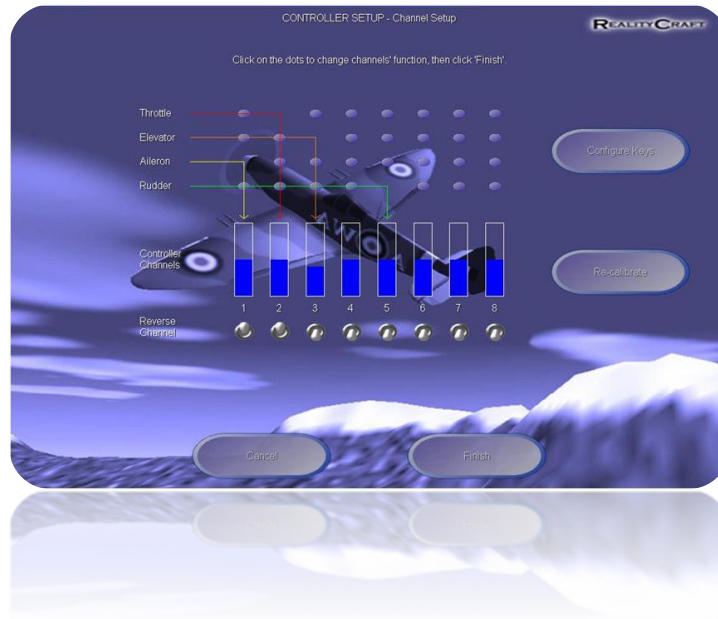 CONTROLLER SETUP - Channel Setup
REALITYCRAFT
Click on the dots to change channels' function, then click 'Finish'.
Throttle
Elevator
Aileron
Rudder
Configure Keys
AW A
Controller
Channels
Re-calibrate
1 2 3 4 5 6 7 8
Reverse
Channel
Cancel Finish